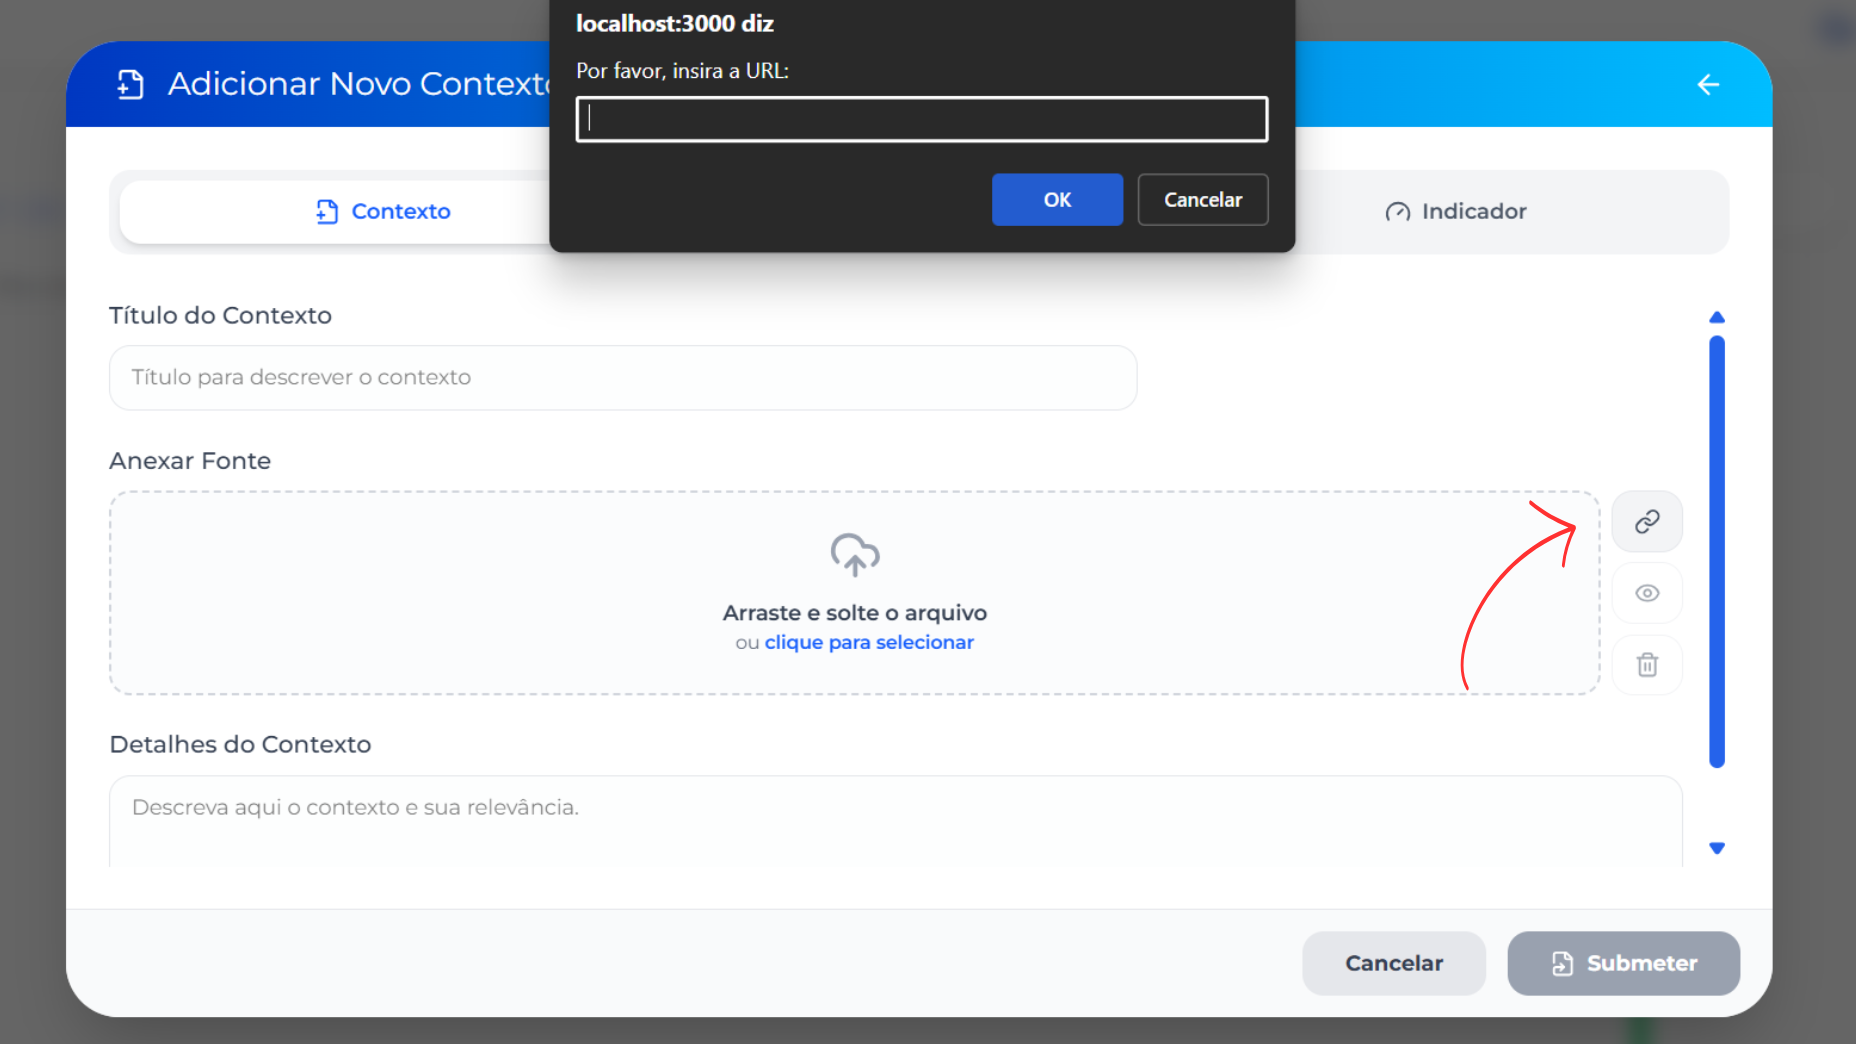 localhost:3000 diz
Por favor, insira a URL:
OK
Cancelar
Adicionar Novo Contexto
Contexto
Indicador
Título do Contexto
Título para descrever o contexto
Anexar Fonte
Arraste e solte o arquivo
ou clique para selecionar
Detalhes do Contexto
Descreva aqui o contexto e sua relevância.
Cancelar
Submeter